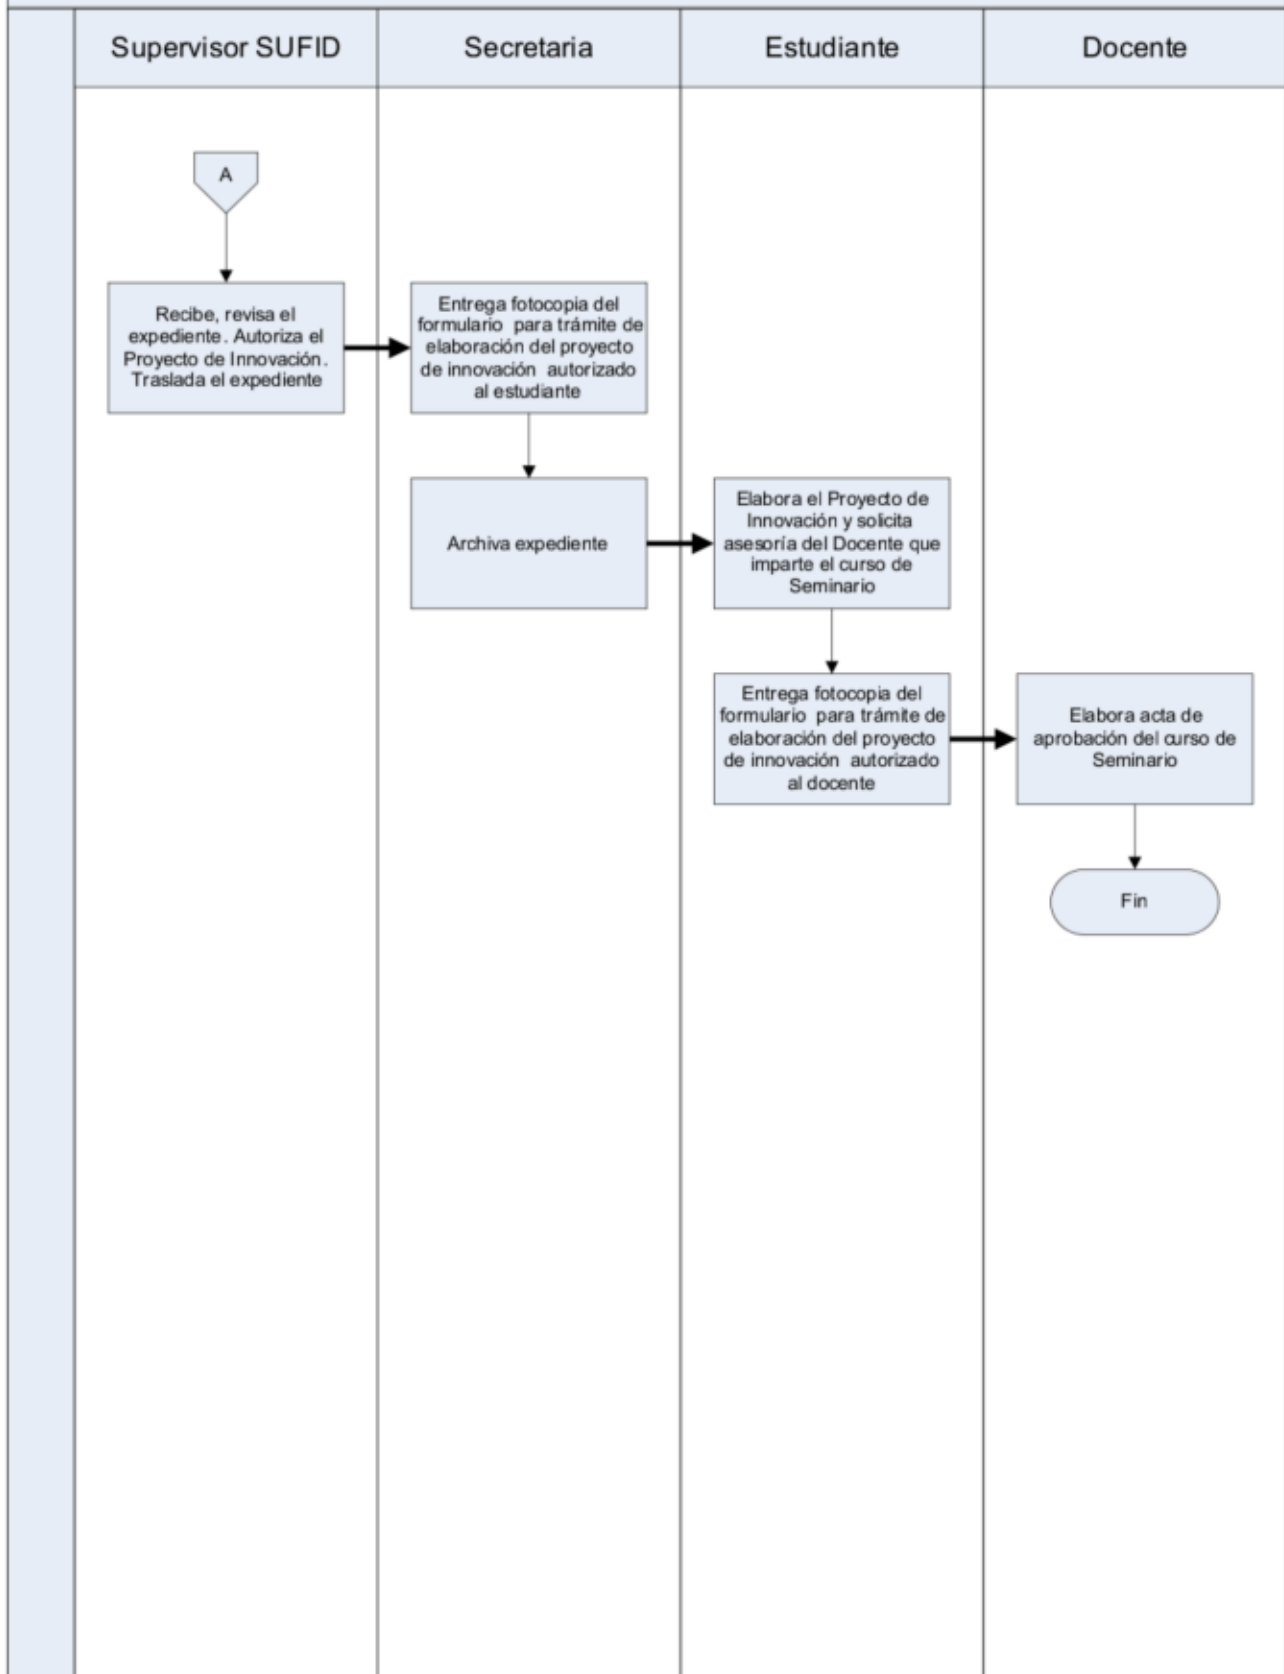 Supervisor SUFID
Secretaria
Estudiante
Docente
A
Recibe, revisa el
expediente. Autoriza el
Proyecto de Innovación.
Traslada el expediente
Entrega fotocopia del
formulario para trámite de
elaboración del proyecto
de innovación autorizado
al estudiante
Archiva expediente
Elabora el Proyecto de
Innovación y solicita
asesoría del Docente que
imparte el curso de
Seminario
Entrega fotocopia del
formulario para trámite de
elaboración del proyecto
de innovación autorizado
al docente
Elabora acta de
aprobación del curso de
Seminario
Fin